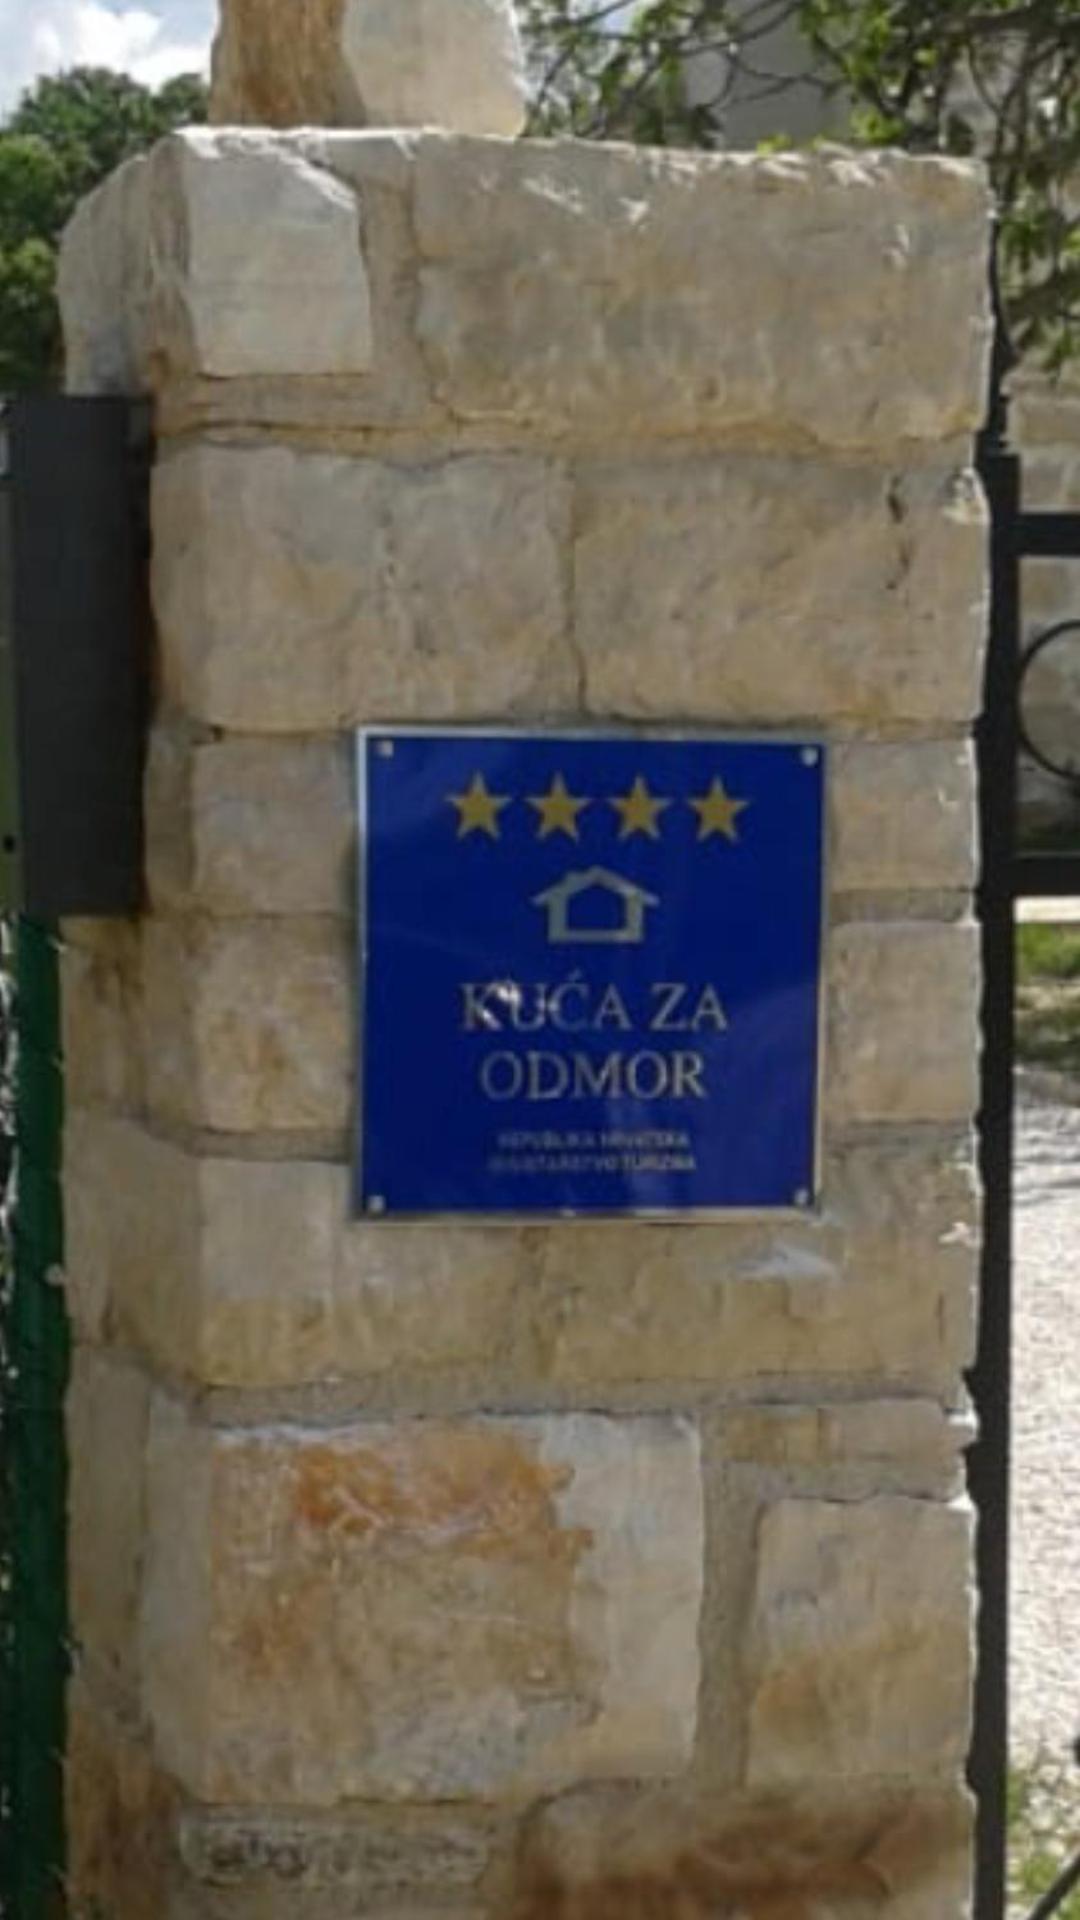 KUĆA ZA
ODMOR
REPUBLIKA HRVATSKA
MINISTARSTVO TURIZMA